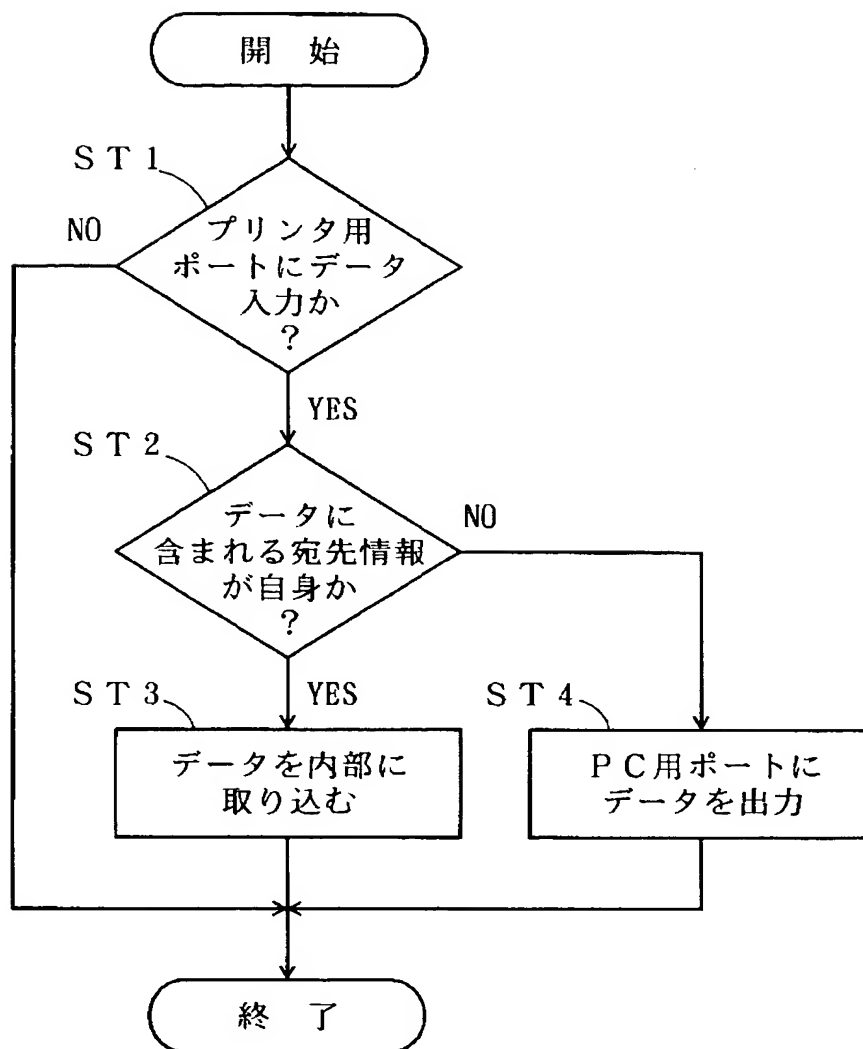 開 始
ST1
NO
プリンタ用
ポートにデータ
入力か
?
YES
ST2
データに
含まれる宛先情報
が自身か
?
NO
YES
ST3
データを内部に
取り込む
ST4
PC用ポートに
データを出力
終 了